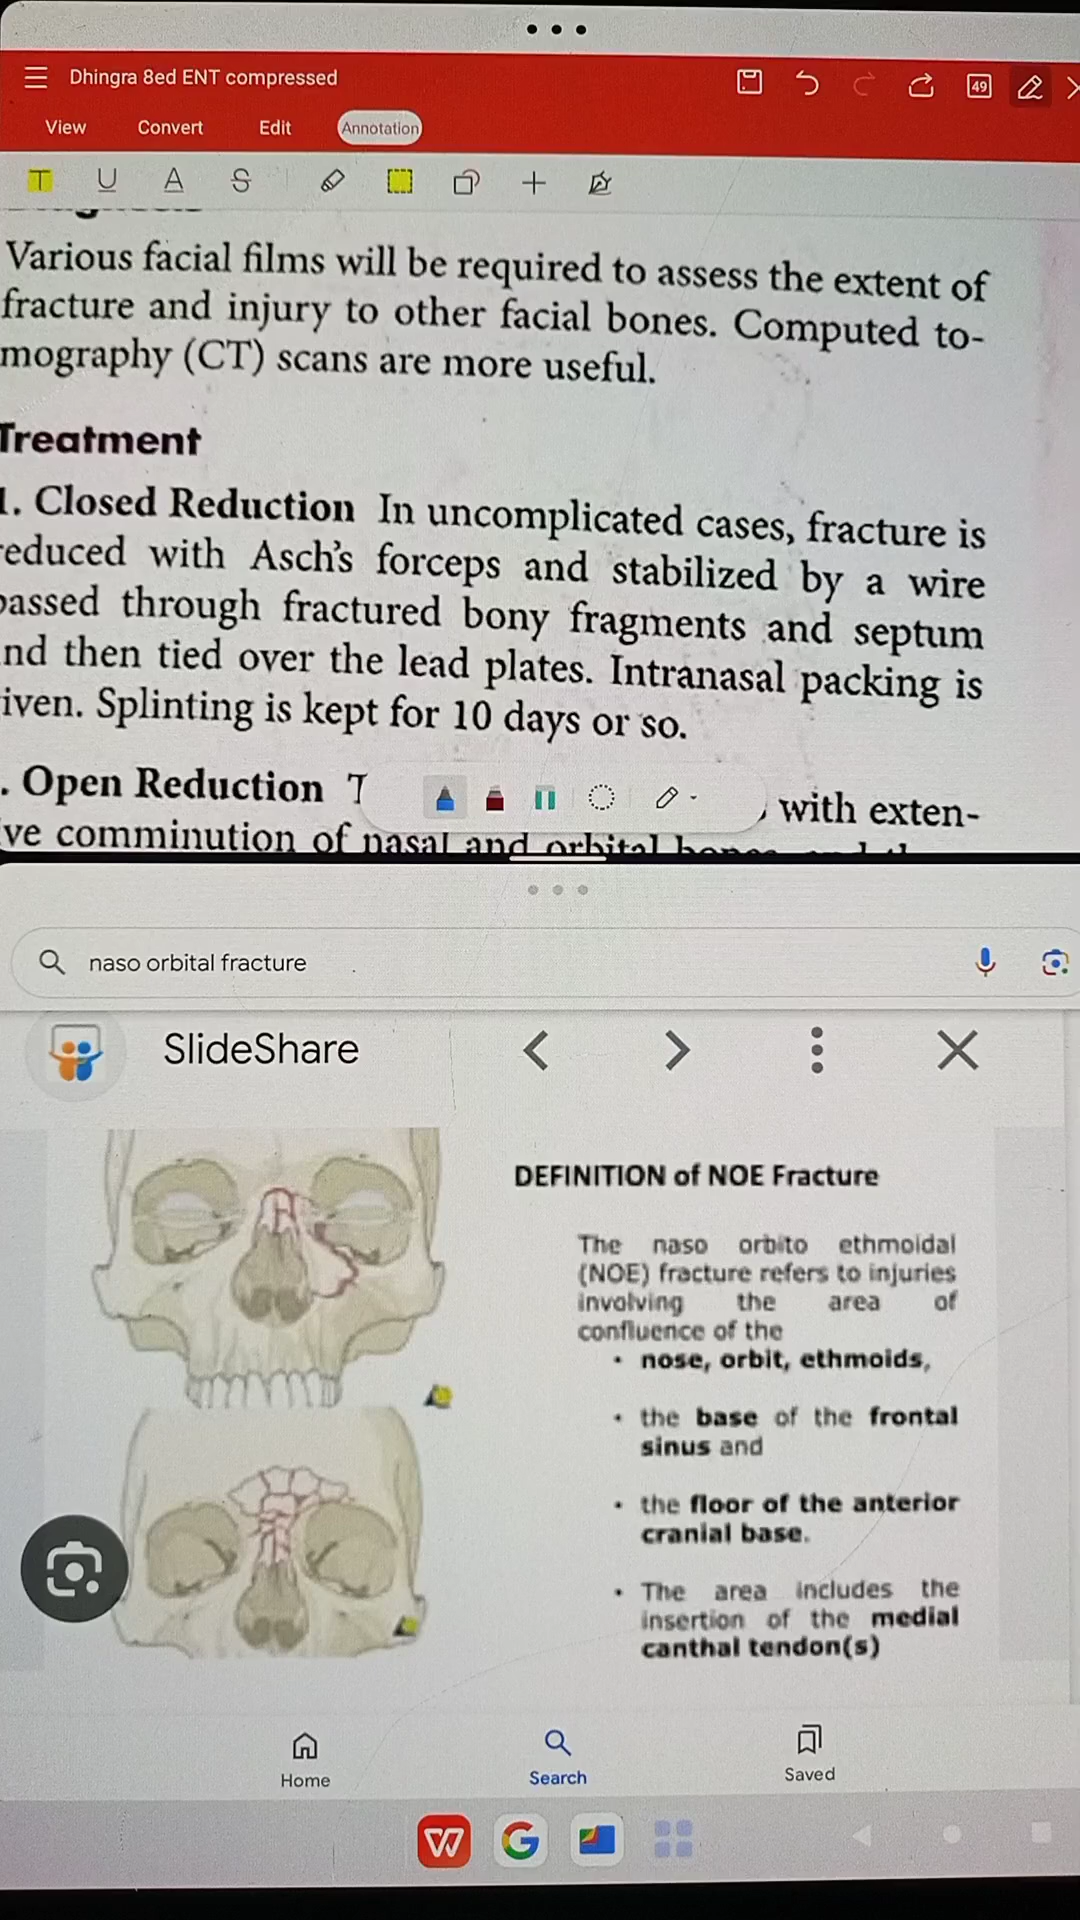 Dhingra 8ed ENT compressed
49
View Convert Edit Annotation
T U A S
Various facial films will be required to assess the extent of
fracture and injury to other facial bones. Computed to-
mography (CT) scans are more useful.
Treatment
1. Closed Reduction In uncomplicated cases, fracture is
reduced with Asch's forceps and stabilized by a wire
passed through fractured bony fragments and septum
nd then tied over the lead plates. Intranasal packing is
iven. Splinting is kept for 10 days or so.
. Open Reduction T with exten-
ve comminution of nasal and orbital bones
naso orbital fracture
SlideShare
DEFINITION of NOE Fracture
The naso orbito ethmoidal
(NOE) fracture refers to injuries
involving the area of
confluence of the
• nose, orbit, ethmoids,
• the base of the frontal
sinus and
• the floor of the anterior
cranial base.
• The area includes the
insertion of the medial
canthal tendon(s)
Home Search Saved
W G